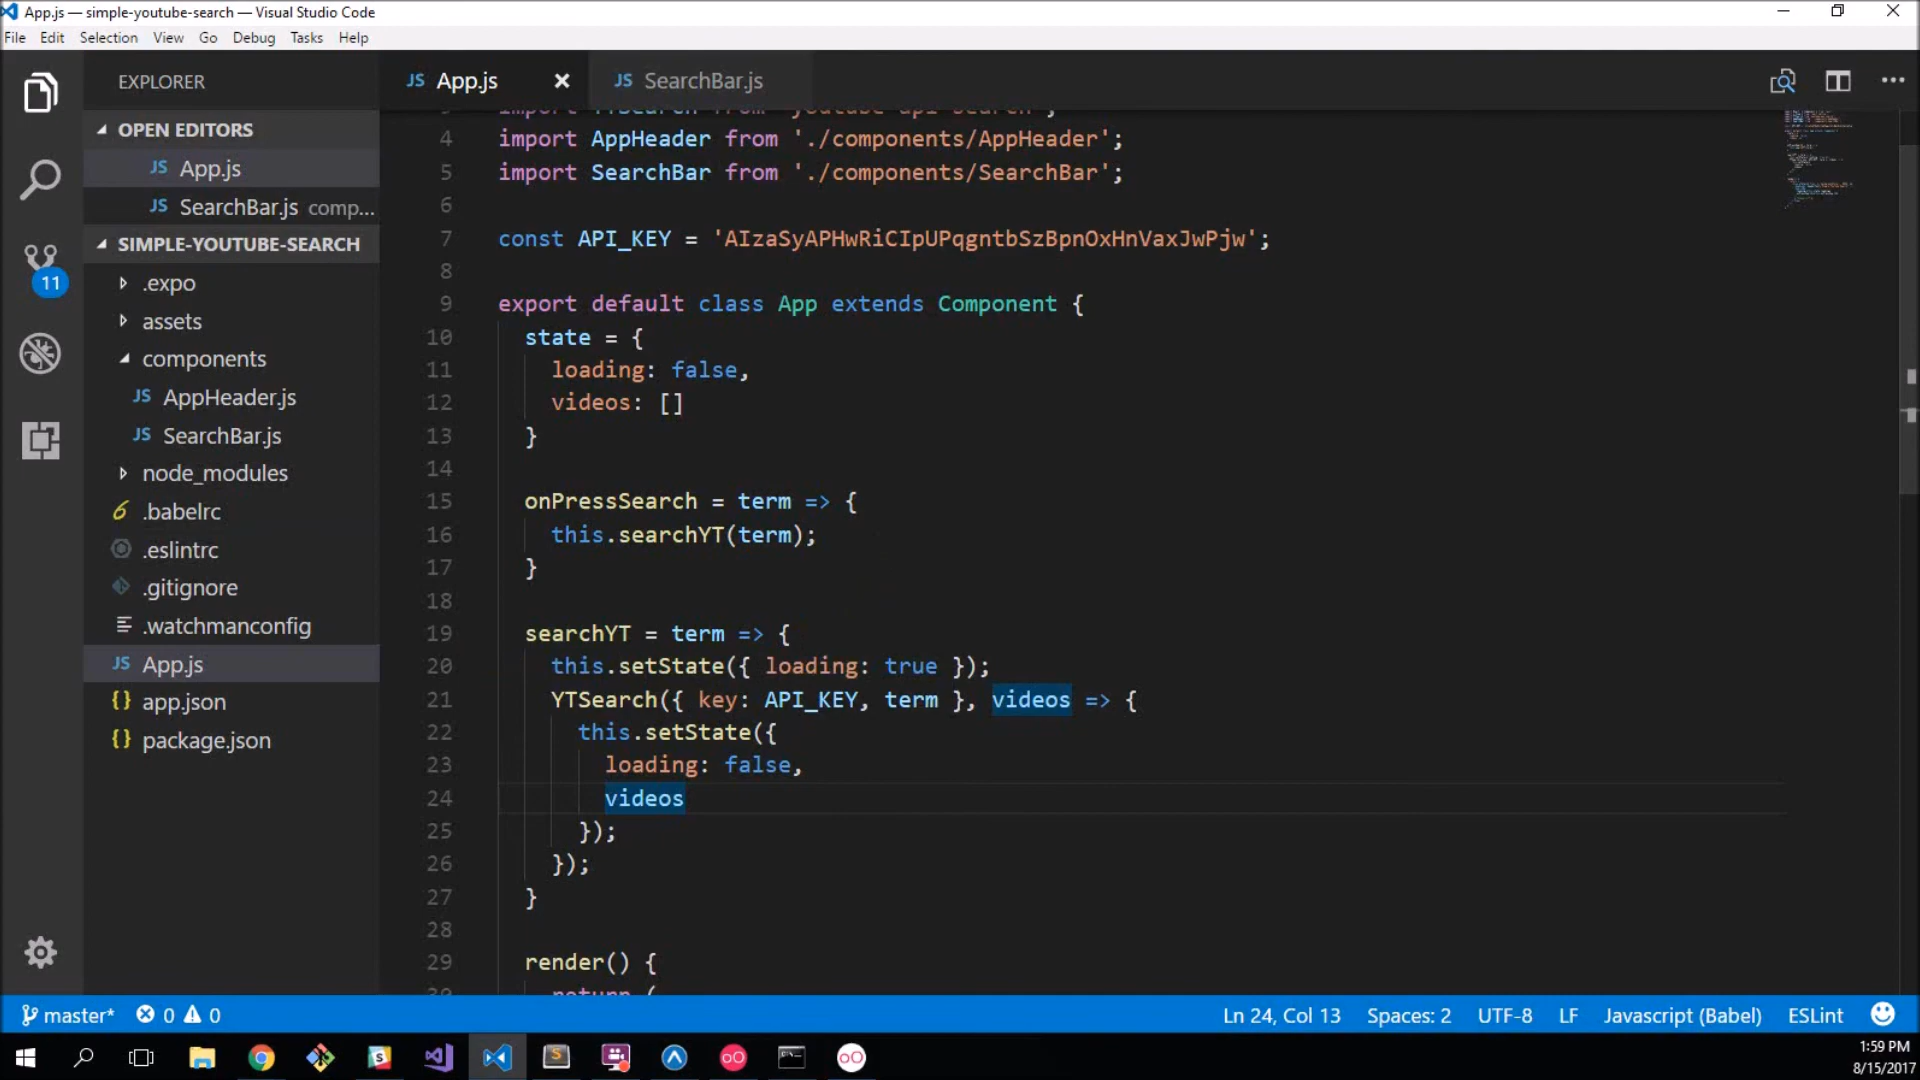 App.js — simple-youtube-search — Visual Studio Code
File Edit Selection View Go Debug Tasks Help
EXPLORER
OPEN EDITORS
JS App.js
JS SearchBar.js comp...
SIMPLE-YOUTUBE-SEARCH
.expo
assets
components
JS AppHeader.js
JS SearchBar.js
node_modules
.babelrc
.eslintrc
.gitignore
.watchmanconfig
JS App.js
{} app.json
{} package.json
11
JS App.js
JS SearchBar.js
4 import AppHeader from './components/AppHeader';
5 import SearchBar from './components/SearchBar';
6
7 const API_KEY = 'AIzaSyAPHwRiCIpUPqgntbSzBpnOxHnVaxJwPjw';
8
9 export default class App extends Component {
10 state = {
11 loading: false,
12 videos: []
13 }
14
15 onPressSearch = term => {
16 this.searchYT(term);
17 }
18
19 searchYT = term => {
20 this.setState({ loading: true });
21 YTSearch({ key: API_KEY, term }, videos => {
22 this.setState({
23 loading: false,
24 videos
25 });
26 });
27 }
28
29 render() {
30 return (
master* 0 0
Ln 24, Col 13 Spaces: 2 UTF-8 LF Javascript (Babel) ESLint
1:59 PM
8/15/2017